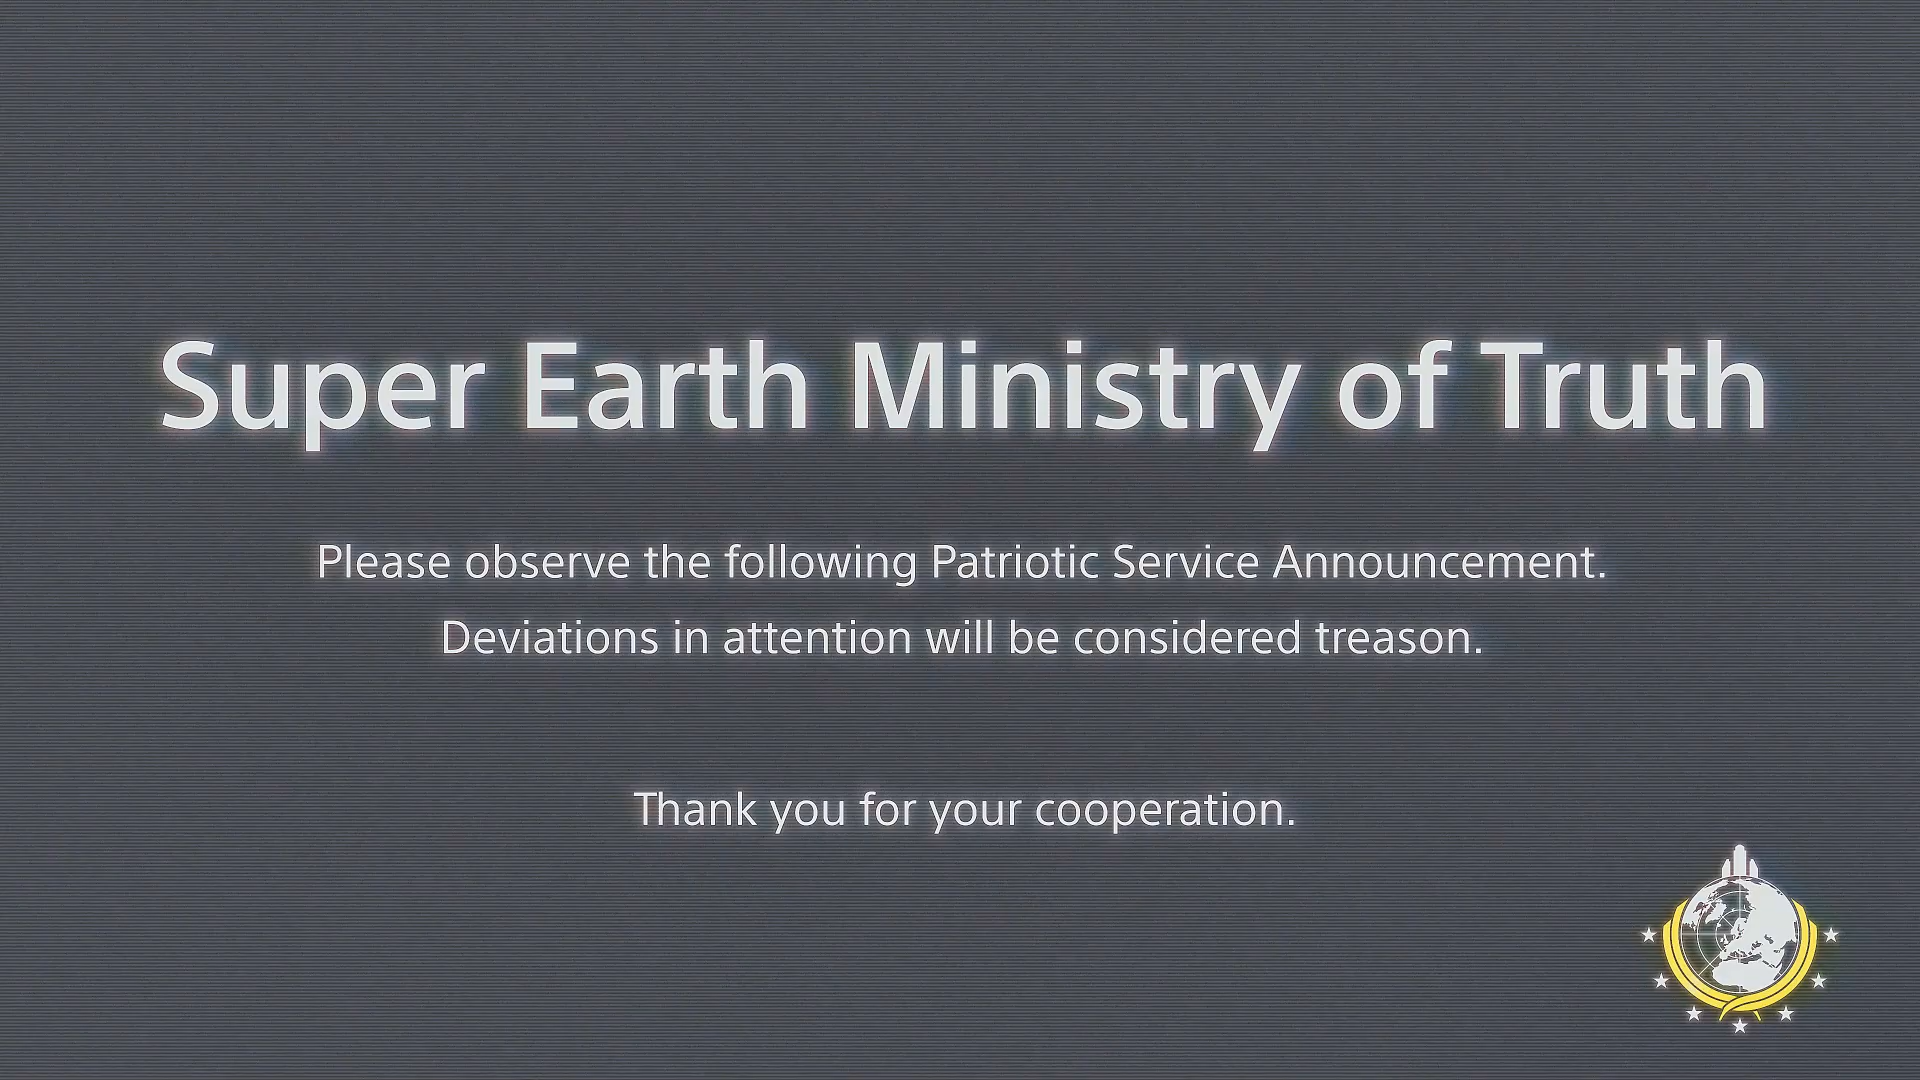 Super Earth Ministry of Truth
Please observe the following Patriotic Service Announcement.
Deviations in attention will be considered treason.
Thank you for your cooperation.